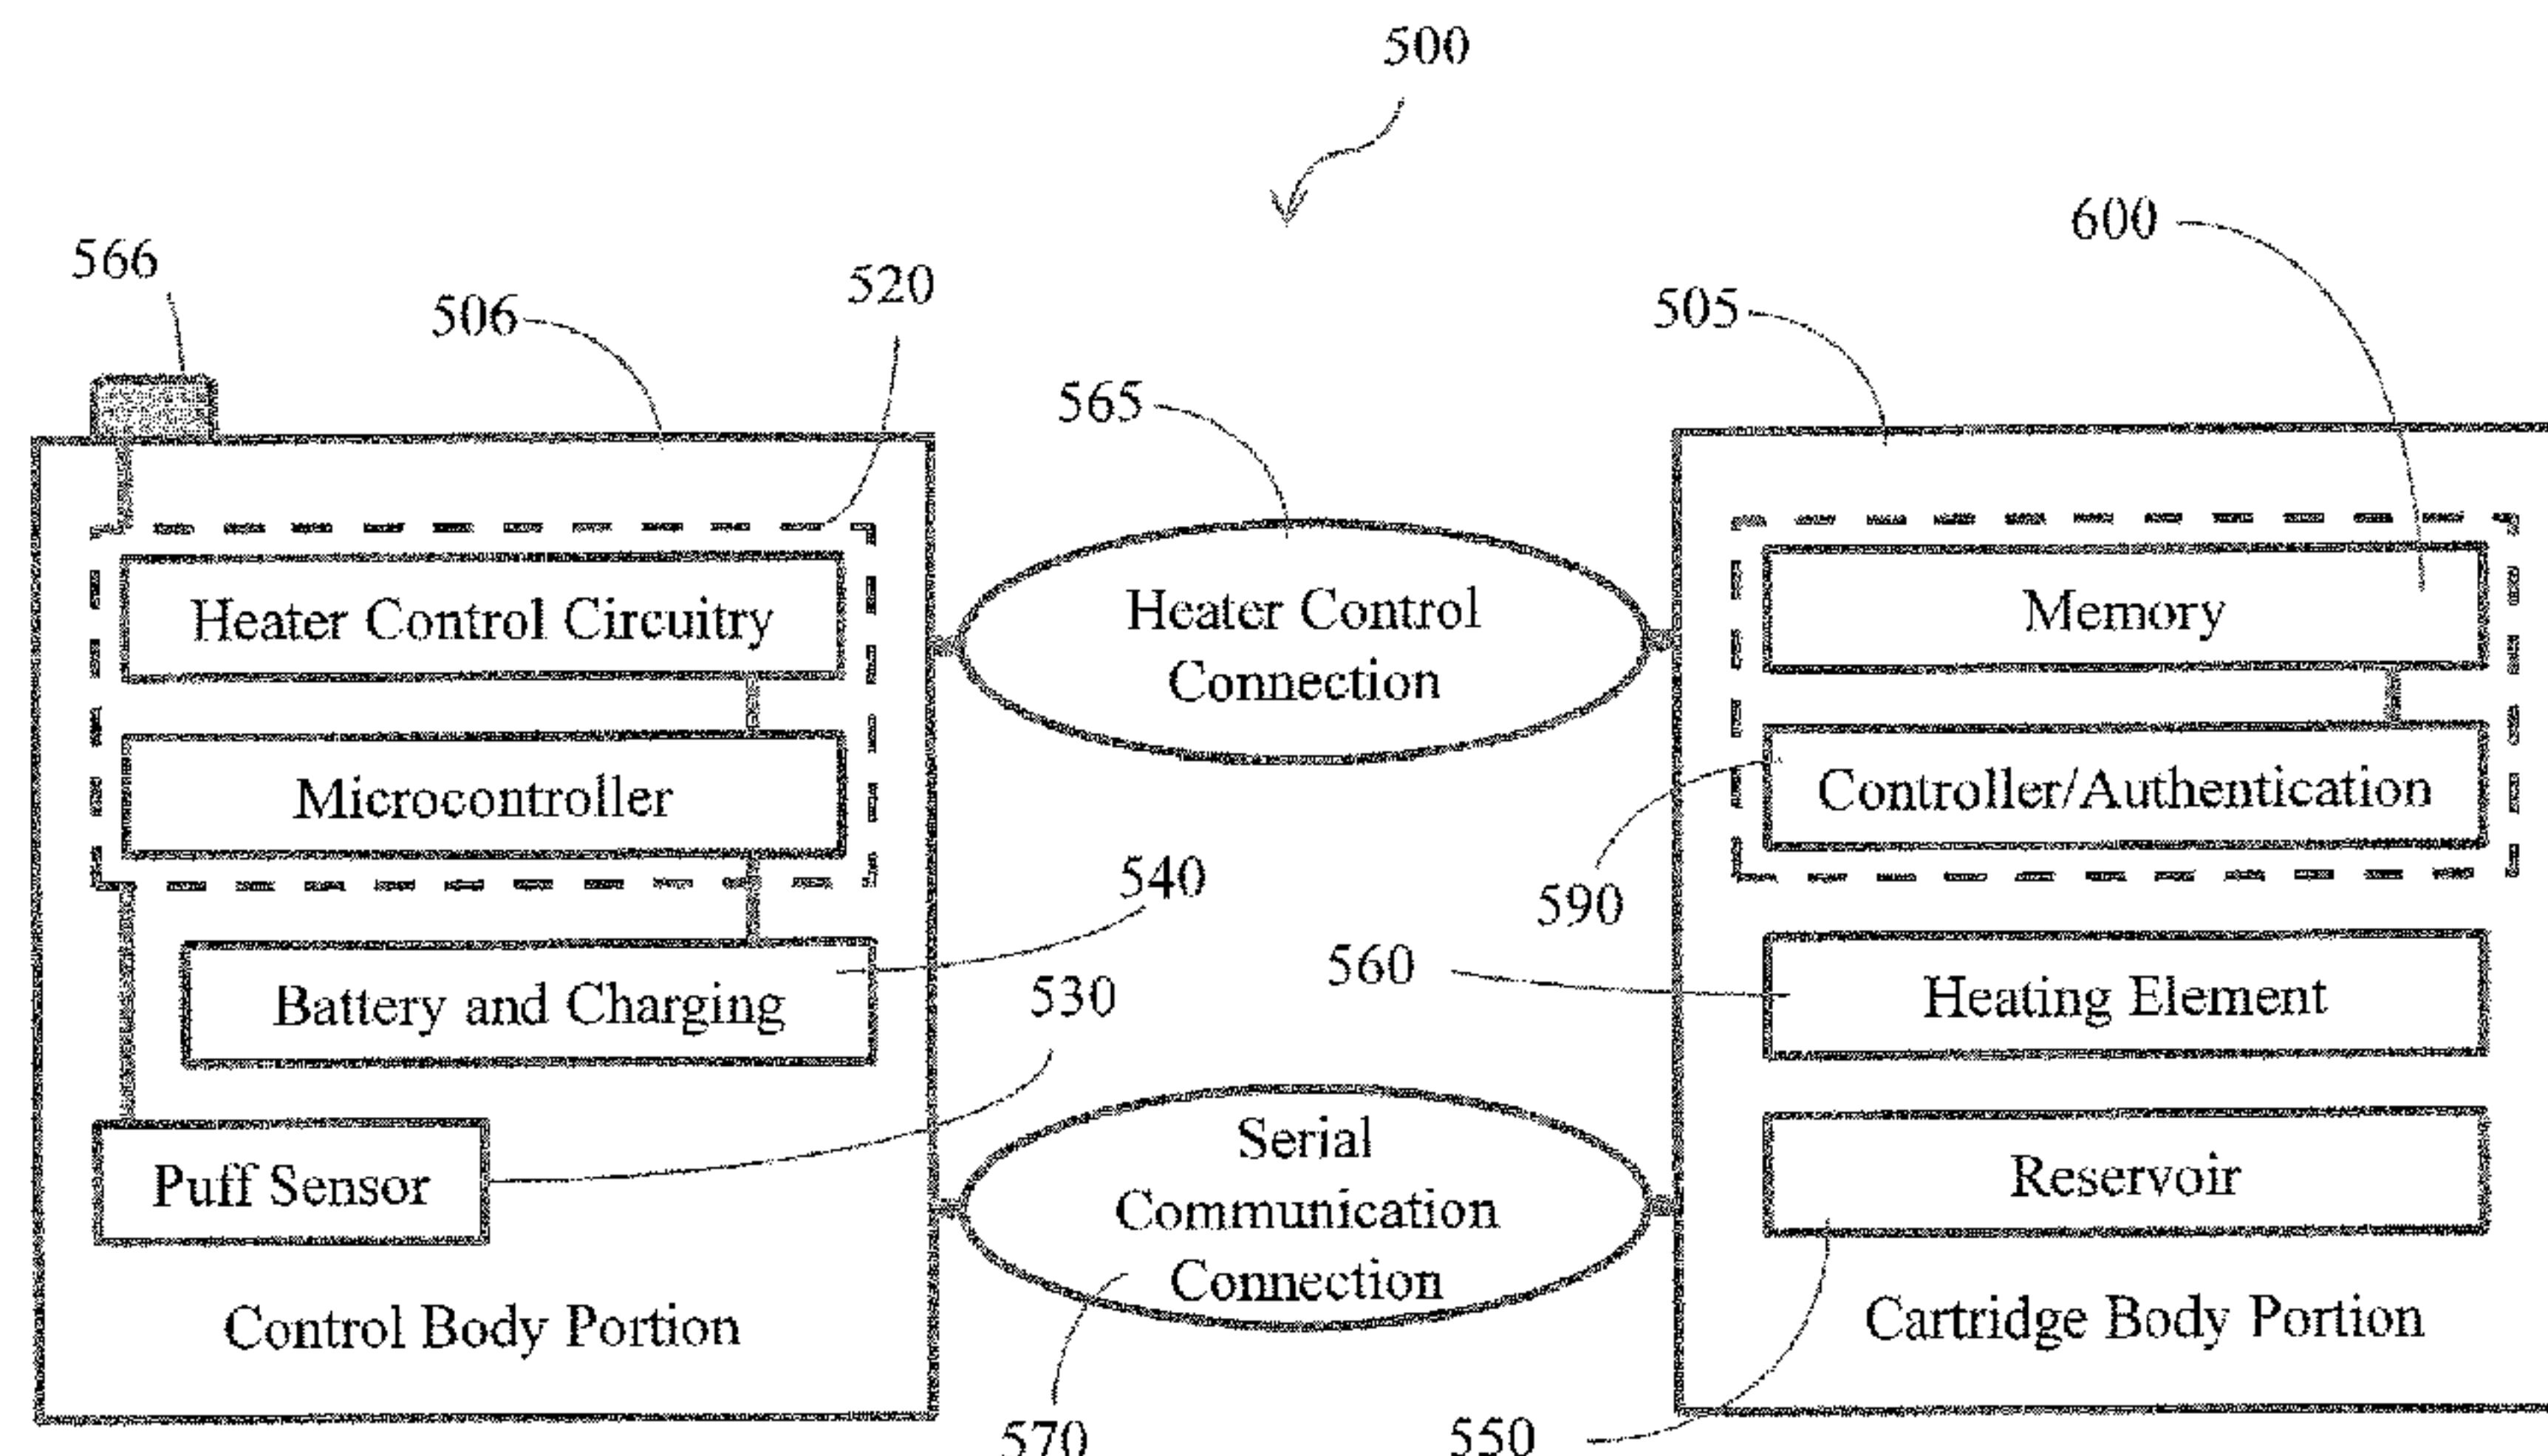 500
600
566
506
520
505
565
Heater Control Circuitry
Microcontroller
540
Battery and Charging
530
Puff Sensor
Control Body Portion
Heater Control
Connection
Serial
Communication
Connection
570
Memory
Controller/Authentication
590
560
Heating Element
Reservoir
Cartridge Body Portion
550